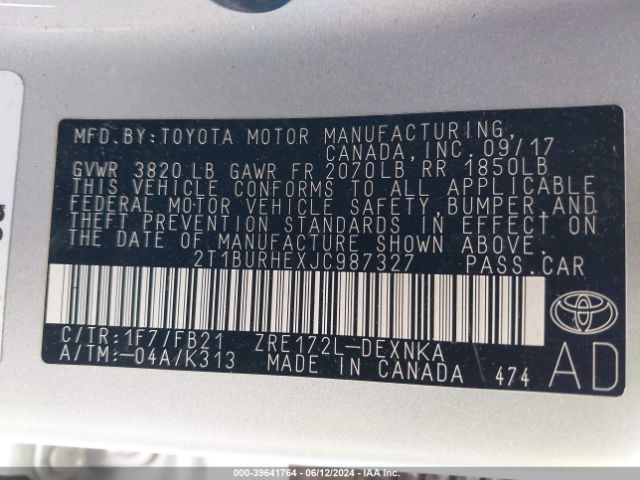 MFD. BY: TOYOTA MOTOR MANUFACTURING,
CANADA, INC. 09/17
GVWR 3820 LB GAWR FR 2070LB RR 1850LB
THIS VEHICLE CONFORMS TO ALL APPLICABLE
FEDERAL MOTOR VEHICLE SAFETY, BUMPER, AND
THEFT PREVENTION STANDARDS IN EFFECT ON
THE DATE OF MANUFACTURE SHOWN ABOVE.
2T1BURHEXJC987327 PASS.CAR
C/TR: 1F7/FB21 ZRE172L-DEXNKA
A/TM: -04A/K313 MADE IN CANADA 474
TOYOTA
AD
000-39641764 | 06/12/2024 | IAAI.COM